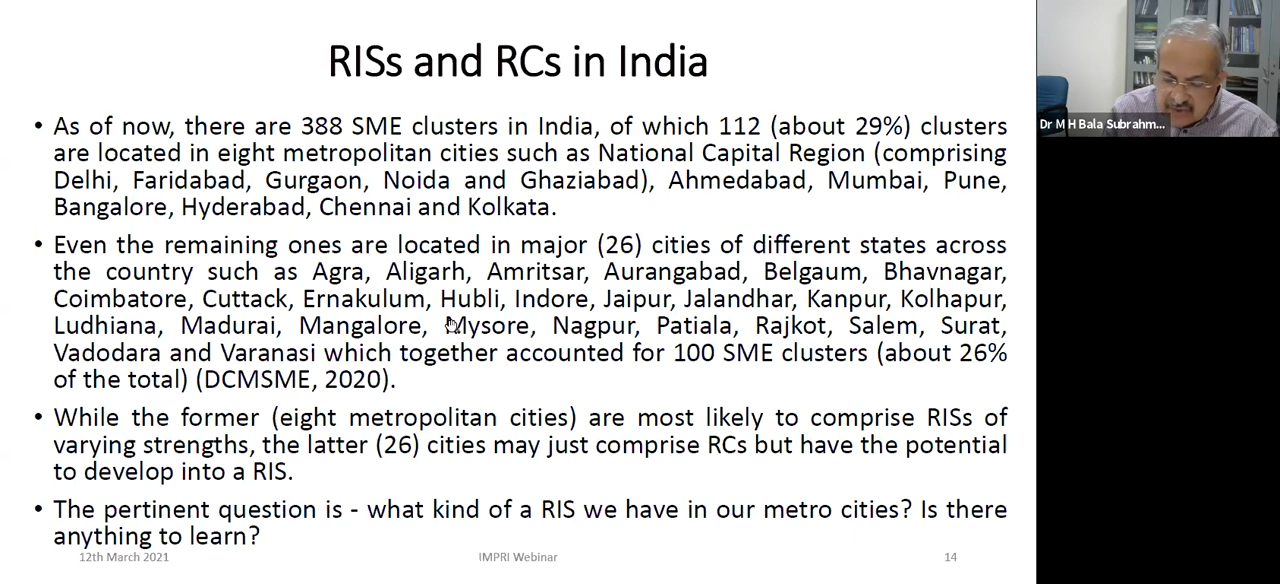 RISs and RCs in India
• As of now, there are 388 SME clusters in India, of which 112 (about 29%) clusters
are located in eight metropolitan cities such as National Capital Region (comprising
Delhi, Faridabad, Gurgaon, Noida and Ghaziabad), Ahmedabad, Mumbai, Pune,
Bangalore, Hyderabad, Chennai and Kolkata.
• Even the remaining ones are located in major (26) cities of different states across
the country such as Agra, Aligarh, Amritsar, Aurangabad, Belgaum, Bhavnagar,
Coimbatore, Cuttack, Ernakulum, Hubli, Indore, Jaipur, Jalandhar, Kanpur, Kolhapur,
Ludhiana, Madurai, Mangalore, Mysore, Nagpur, Patiala, Rajkot, Salem, Surat,
Vadodara and Varanasi which together accounted for 100 SME clusters (about 26%
of the total) (DCMSME, 2020).
• While the former (eight metropolitan cities) are most likely to comprise RISs of
varying strengths, the latter (26) cities may just comprise RCs but have the potential
to develop into a RIS.
• The pertinent question is - what kind of a RIS we have in our metro cities? Is there
anything to learn?
12th March 2021
IMPRI Webinar
14
Dr M H Bala Subrahm...